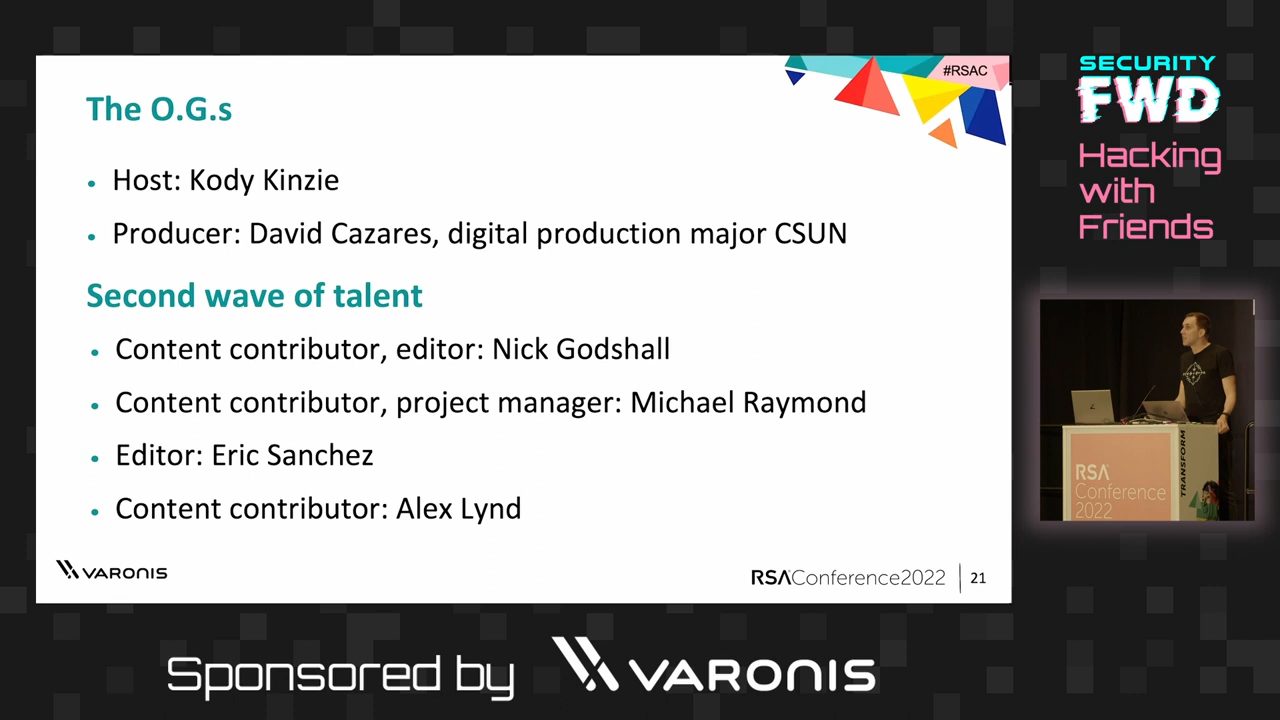 #RSAC
The O.G.s
• Host: Kody Kinzie
• Producer: David Cazares, digital production major CSUN
Second wave of talent
• Content contributor, editor: Nick Godshall
• Content contributor, project manager: Michael Raymond
• Editor: Eric Sanchez
• Content contributor: Alex Lynd
VARONIS
RSAConference2022
21
SECURITY
FWD
Hacking
with
Friends
RSA
Conference
2022
TRANSFORM
Sponsored by VARONIS